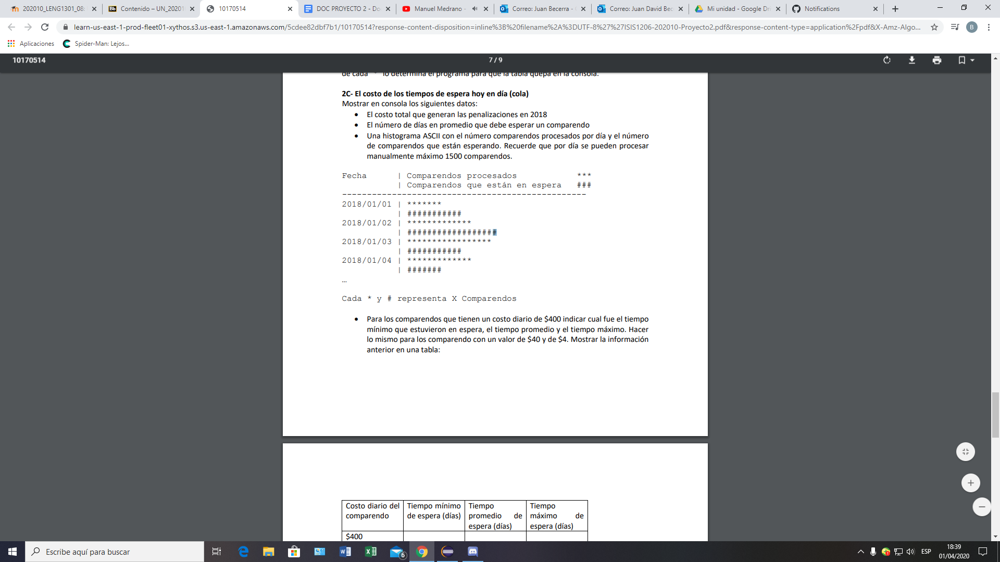 202010_LENG1301_08:
Contenido – UN_20201
10170514
DOC PROYECTO 2 - Do
Manuel Medrano -
Correo: Juan Becerra -
Correo: Juan David Bec
Mi unidad - Google Dri
Notifications
learn-us-east-1-prod-fleet01-xythos.s3.us-east-1.amazonaws.com/5cdee82dbf7b1/10170514?response-content-disposition=inline%3B%20filename%2A%3DUTF-8%27%27ISIS1206-202010-Proyecto2.pdf&response-content-type=application%2Fpdf&X-Amz-Algo...
B
Aplicaciones
Spider-Man: Lejos...
10170514
7 / 9
de cada " " lo determina el programa para que la tabla quepa en la consola.
2C- El costo de los tiempos de espera hoy en día (cola)
Mostrar en consola los siguientes datos:
• El costo total que generan las penalizaciones en 2018
• El número de días en promedio que debe esperar un comparendo
• Una histograma ASCII con el número comparendos procesados por día y el número
de comparendos que están esperando. Recuerde que por día se pueden procesar
manualmente máximo 1500 comparendos.
Fecha | Comparendos procesados ***
| Comparendos que están en espera ###
-------------------------------------------------
2018/01/01 | *******
| ###########
2018/01/02 | *************
| ##################
2018/01/03 | *****************
| ###########
2018/01/04 | *************
| #######
…
Cada * y # representa X Comparendos
• Para los comparendos que tienen un costo diario de $400 indicar cual fue el tiempo
mínimo que estuvieron en espera, el tiempo promedio y el tiempo máximo. Hacer
lo mismo para los comparendo con un valor de $40 y de $4. Mostrar la información
anterior en una tabla:
Costo diario del comparendo
Tiempo mínimo de espera (días)
Tiempo promedio de espera (días)
Tiempo máximo de espera (días)
$400
Escribe aquí para buscar
6
ESP
18:39
01/04/2020